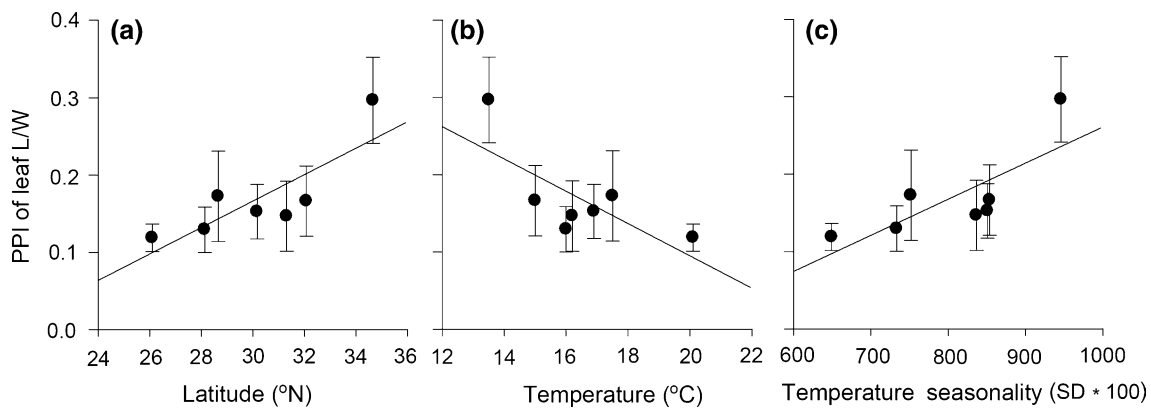 (a)
(b)
(c)
PPI of leaf L/W
0.4
0.3
0.2
0.1
0.0
24 26 28 30 32 34 36
12 14 16 18 20 22
600 700 800 900 1000
Latitude (ºN)
Temperature (ºC)
Temperature seasonality (SD * 100)